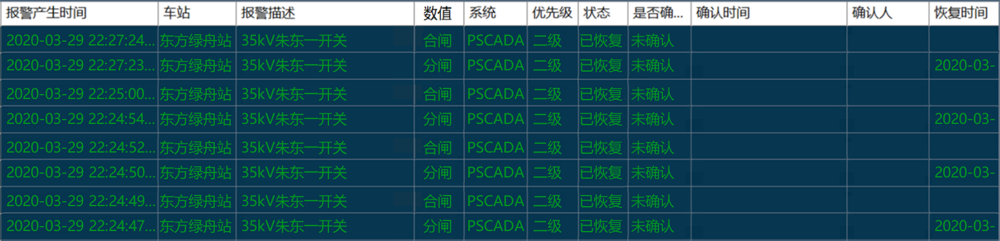 报警产生时间 车站 报警描述 数值 系统 优先级 状态 是否确... 确认时间 确认人 恢复时间
2020-03-29 22:27:24... 东方绿舟站 35kV朱东一开关 合闸 PSCADA 二级 已恢复 未确认
2020-03-29 22:27:23... 东方绿舟站 35kV朱东一开关 分闸 PSCADA 二级 已恢复 未确认 2020-03-
2020-03-29 22:25:00... 东方绿舟站 35kV朱东一开关 合闸 PSCADA 二级 已恢复 未确认
2020-03-29 22:24:54... 东方绿舟站 35kV朱东一开关 分闸 PSCADA 二级 已恢复 未确认 2020-03-
2020-03-29 22:24:52... 东方绿舟站 35kV朱东一开关 合闸 PSCADA 二级 已恢复 未确认
2020-03-29 22:24:50... 东方绿舟站 35kV朱东一开关 分闸 PSCADA 二级 已恢复 未确认 2020-03-
2020-03-29 22:24:49... 东方绿舟站 35kV朱东一开关 合闸 PSCADA 二级 已恢复 未确认
2020-03-29 22:24:47... 东方绿舟站 35kV朱东一开关 分闸 PSCADA 二级 已恢复 未确认 2020-03-